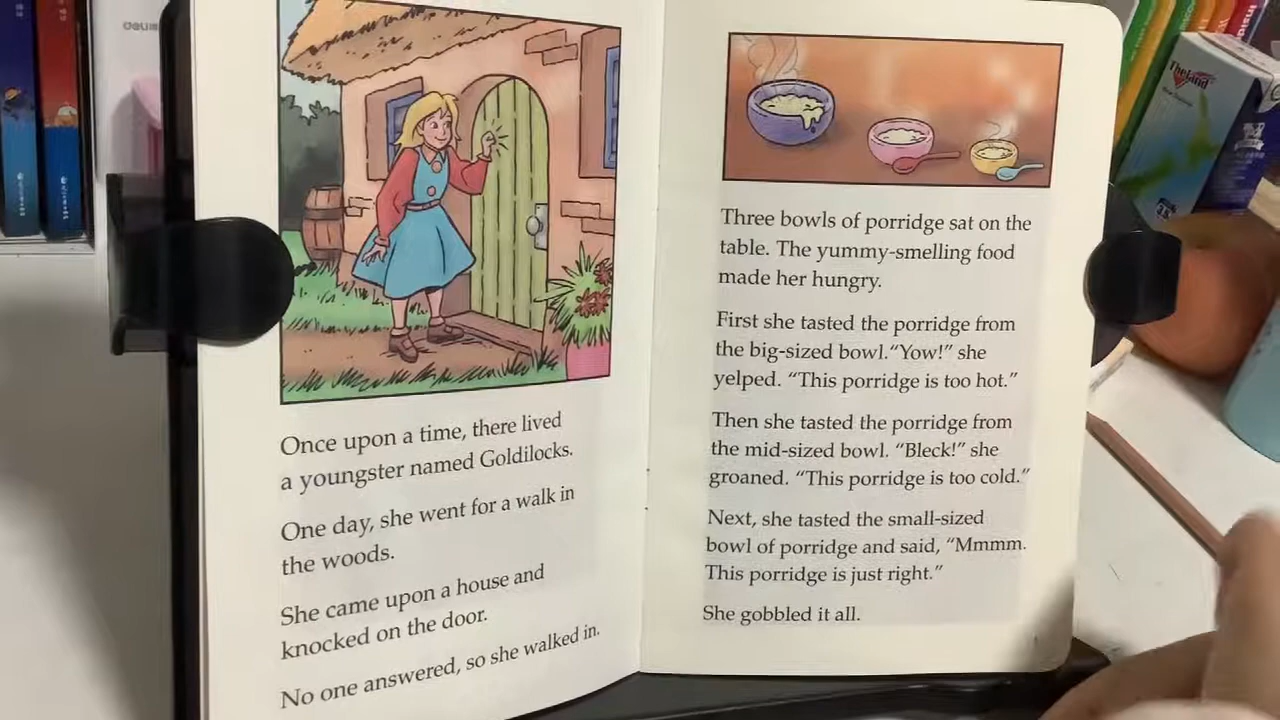 Once upon a time, there lived
a youngster named Goldilocks.
One day, she went for a walk in
the woods.
She came upon a house and
knocked on the door.
No one answered, so she walked in.
Three bowls of porridge sat on the
table. The yummy-smelling food
made her hungry.
First she tasted the porridge from
the big-sized bowl. “Yow!” she
yelped. “This porridge is too hot.”
Then she tasted the porridge from
the mid-sized bowl. “Bleck!” she
groaned. “This porridge is too cold.”
Next, she tasted the small-sized
bowl of porridge and said, “Mmmm.
This porridge is just right.”
She gobbled it all.
deli
Theland